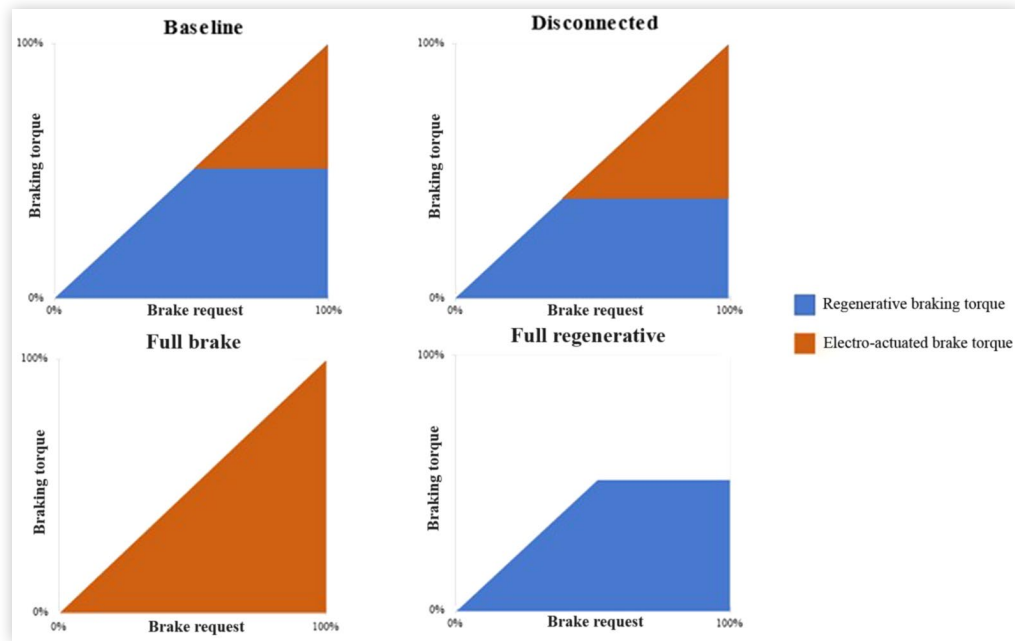 Baseline
100%
Braking torque
0%
0%
Brake request
100%
Disconnected
100%
Braking torque
0%
0%
Brake request
100%
Full brake
100%
Braking torque
0%
0%
Brake request
100%
Full regenerative
100%
Braking torque
0%
0%
Brake request
100%
Regenerative braking torque
Electro-actuated brake torque